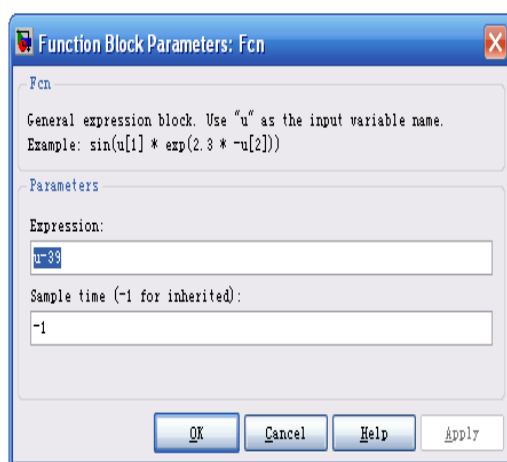 Function Block Parameters: Fcn
Fcn
General expression block. Use "u" as the input variable name.
Example: sin(u[1] * exp(2.3 * -u[2]))
Parameters
Expression:
u-39
Sample time (-1 for inherited):
-1
OK Cancel Help Apply